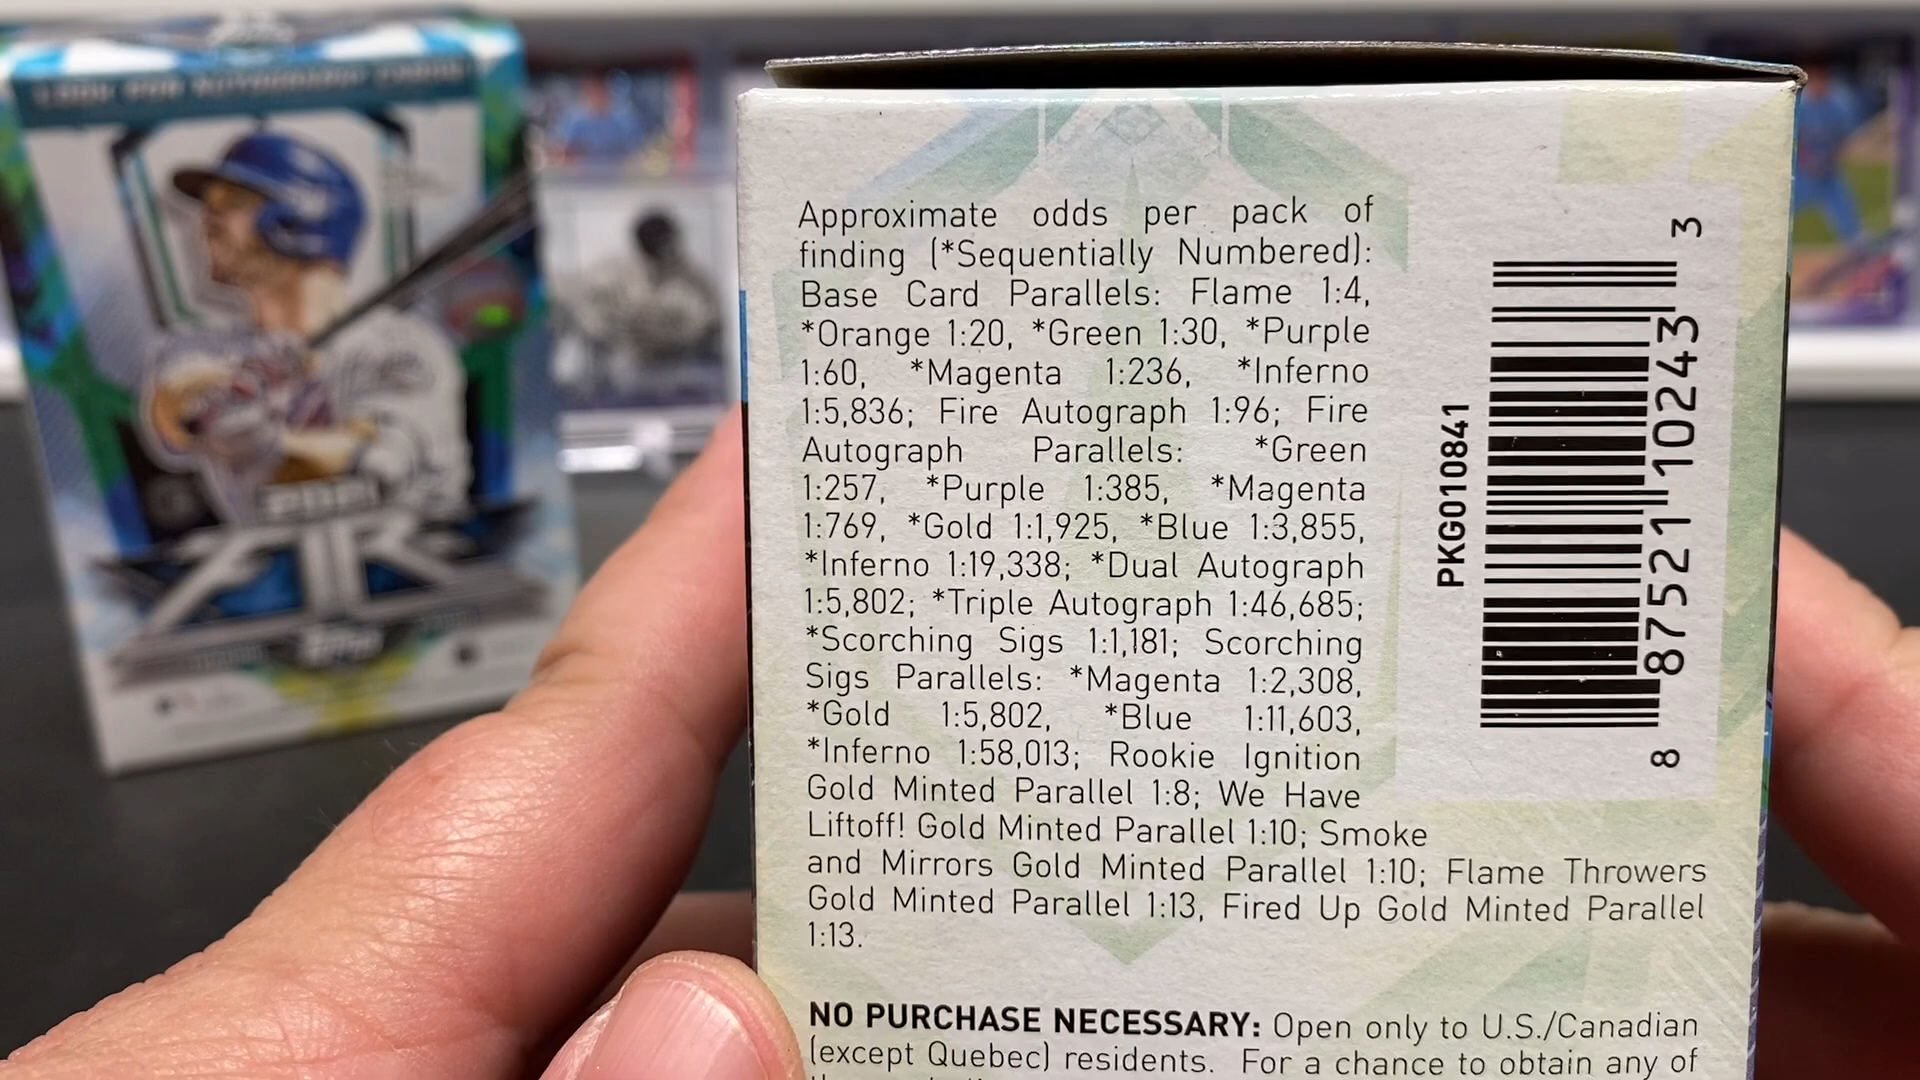 LOOK FOR AUTOGRAPH CARDS
2021
FIRE
TOPPS
Approximate odds per pack of
finding (*Sequentially Numbered):
Base Card Parallels: Flame 1:4,
*Orange 1:20, *Green 1:30, *Purple
1:60, *Magenta 1:236, *Inferno
1:5,836; Fire Autograph 1:96; Fire
Autograph Parallels: *Green
1:257, *Purple 1:385, *Magenta
1:769, *Gold 1:1,925, *Blue 1:3,855,
*Inferno 1:19,338; *Dual Autograph
1:5,802; *Triple Autograph 1:46,685;
*Scorching Sigs 1:1,181; Scorching
Sigs Parallels: *Magenta 1:2,308,
*Gold 1:5,802, *Blue 1:11,603,
*Inferno 1:58,013; Rookie Ignition
Gold Minted Parallel 1:8; We Have
Liftoff! Gold Minted Parallel 1:10; Smoke
and Mirrors Gold Minted Parallel 1:10; Flame Throwers
Gold Minted Parallel 1:13, Fired Up Gold Minted Parallel
1:13.
NO PURCHASE NECESSARY: Open only to U.S./Canadian
(except Quebec) residents. For a chance to obtain any of
PKG010841
8 87521 10243 3